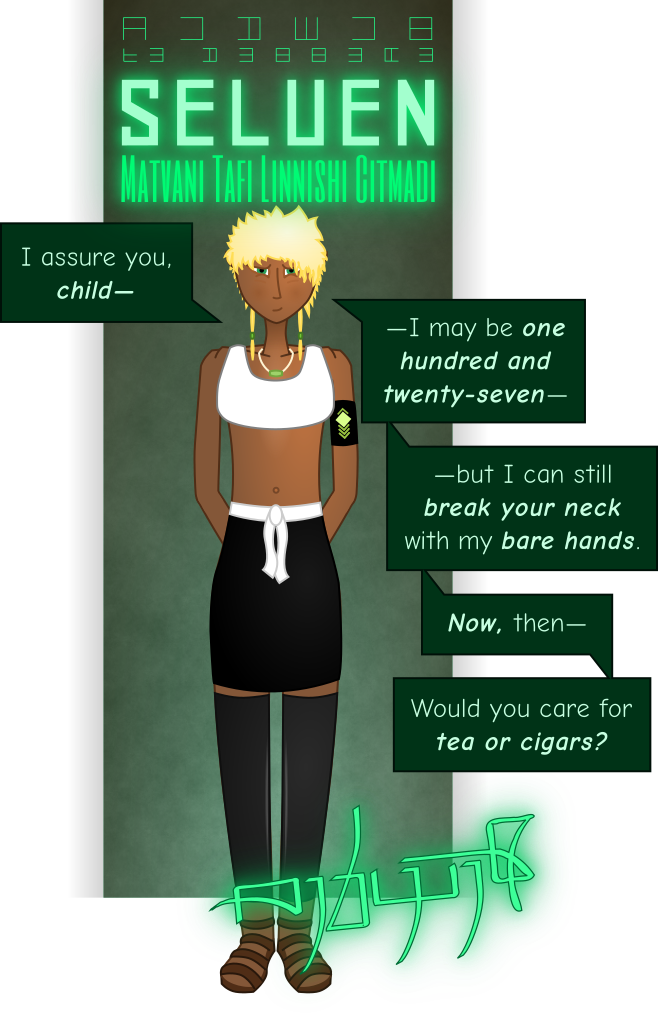 SELUEN
MATVANI TAFI LINNISHI CITMADI
I assure you,
child—
—I may be one
hundred and
twenty-seven—
—but I can still
break your neck
with my bare hands.
Now, then—
Would you care for
tea or cigars?